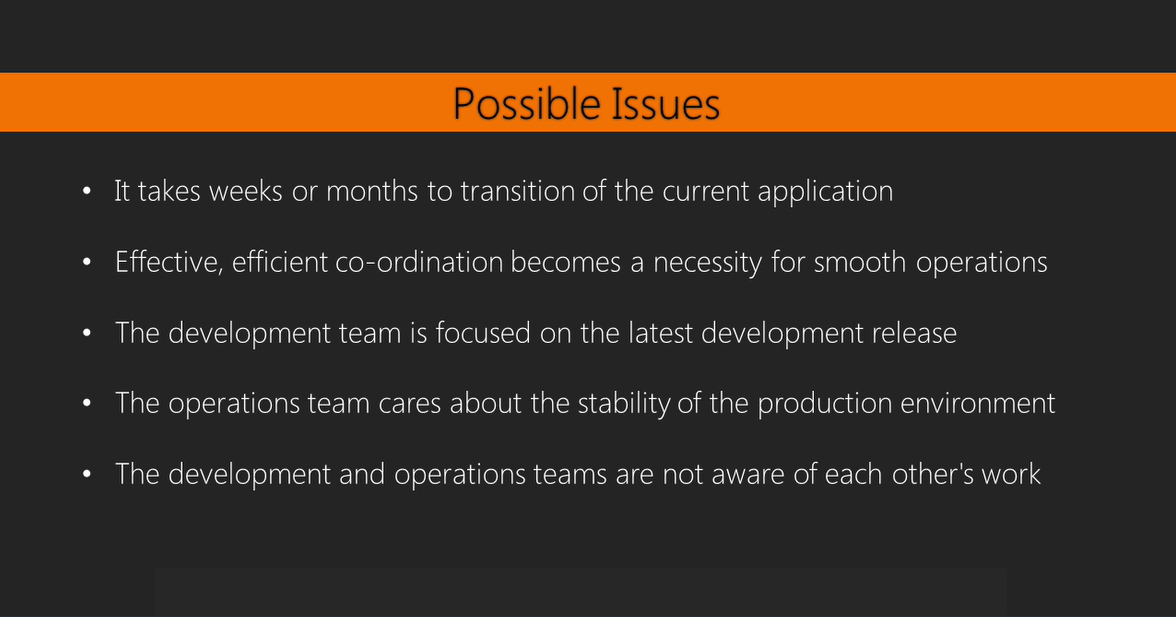 Possible Issues
• It takes weeks or months to transition of the current application
• Effective, efficient co-ordination becomes a necessity for smooth operations
• The development team is focused on the latest development release
• The operations team cares about the stability of the production environment
• The development and operations teams are not aware of each other's work